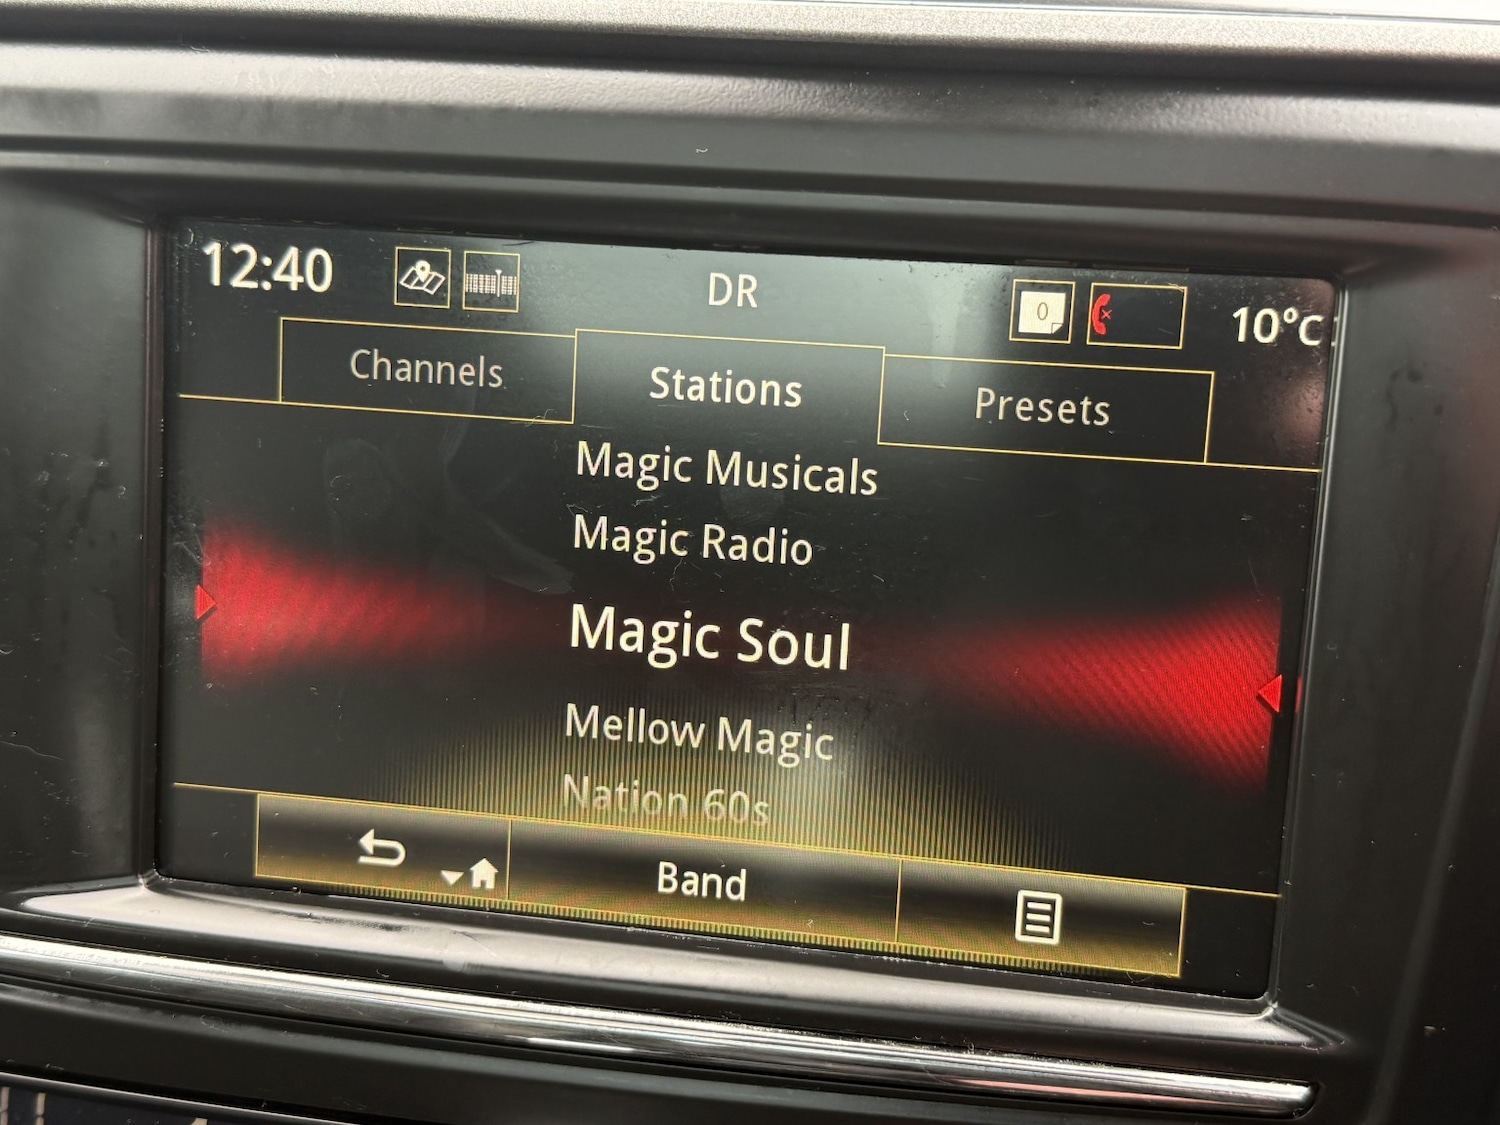 12:40 DR 0 10°C
Channels Stations Presets
Magic Musicals
Magic Radio
Magic Soul
Mellow Magic
Nation 60s
Band